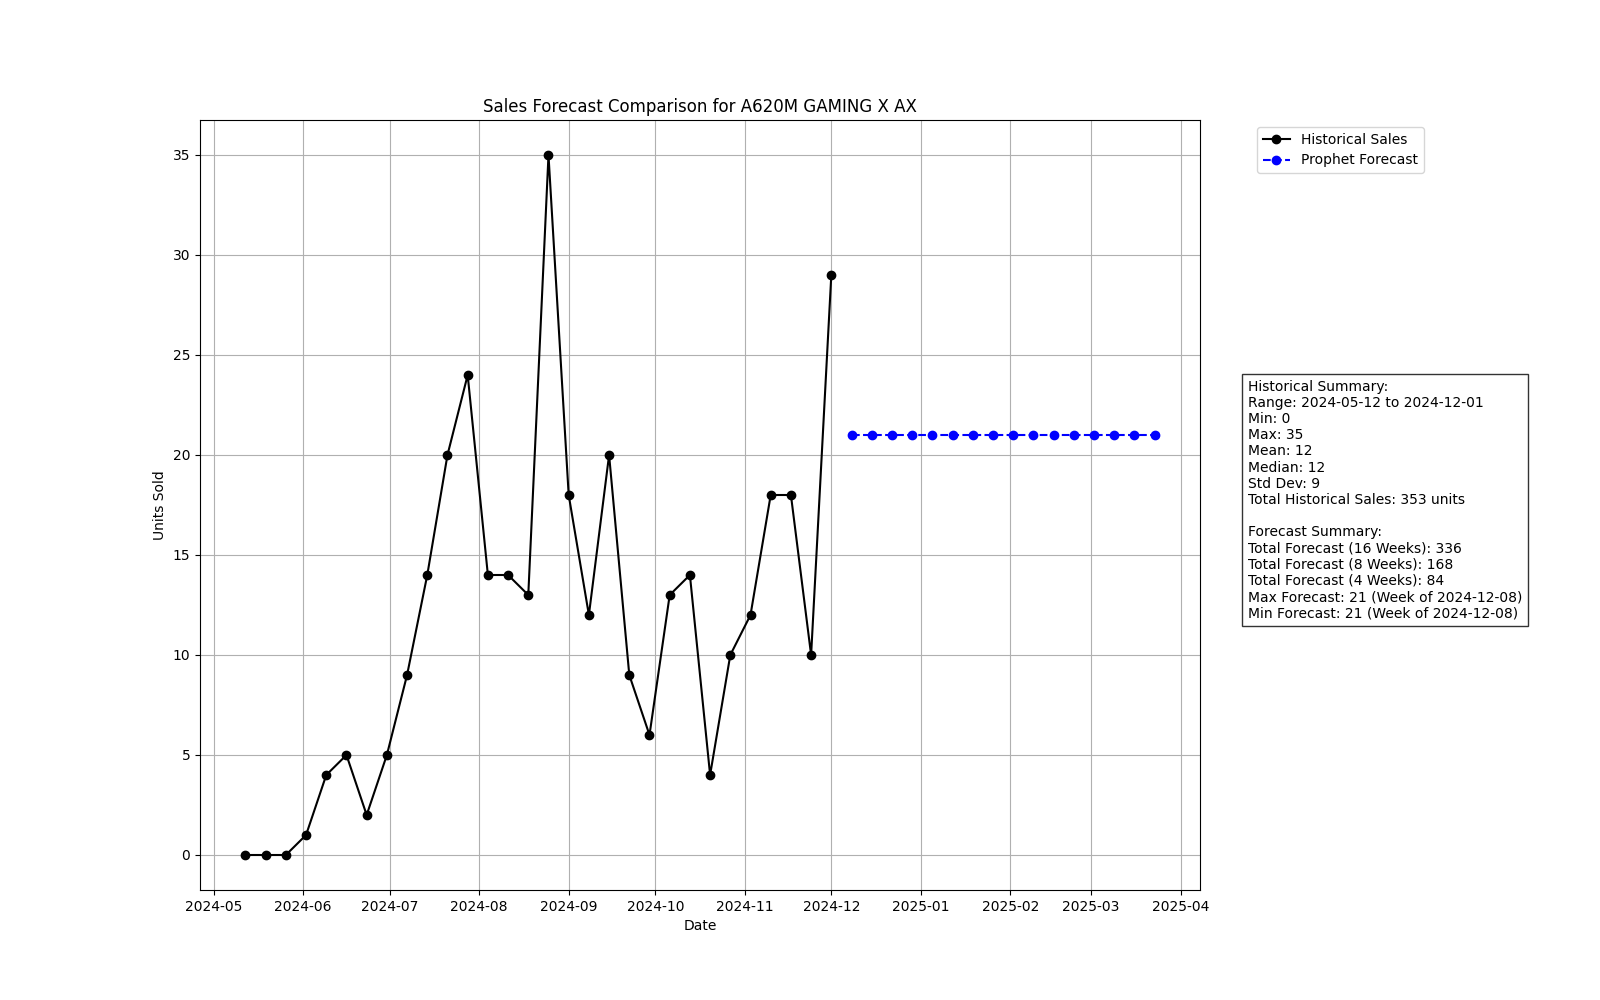 Sales Forecast Comparison for A620M GAMING X AX
Historical Sales
Prophet Forecast
35
30
25
20
15
10
5
0
Units Sold
2024-05 2024-06 2024-07 2024-08 2024-09 2024-10 2024-11 2024-12 2025-01 2025-02 2025-03 2025-04
Date
Historical Summary:
Range: 2024-05-12 to 2024-12-01
Min: 0
Max: 35
Mean: 12
Median: 12
Std Dev: 9
Total Historical Sales: 353 units
Forecast Summary:
Total Forecast (16 Weeks): 336
Total Forecast (8 Weeks): 168
Total Forecast (4 Weeks): 84
Max Forecast: 21 (Week of 2024-12-08)
Min Forecast: 21 (Week of 2024-12-08)